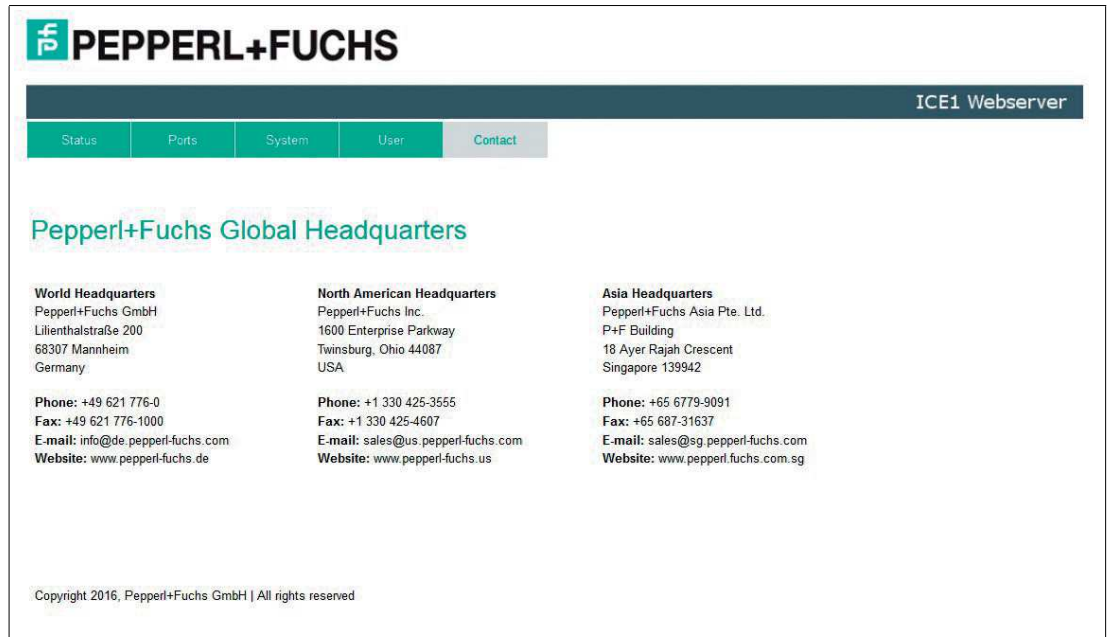 PEPPERL+FUCHS
ICE1 Webserver
Status Ports System User Contact
Pepperl+Fuchs Global Headquarters
World Headquarters
Pepperl+Fuchs GmbH
Lilienthalstraße 200
68307 Mannheim
Germany
Phone: +49 621 776-0
Fax: +49 621 776-1000
E-mail: info@de.pepperl-fuchs.com
Website: www.pepperl-fuchs.de
North American Headquarters
Pepperl+Fuchs Inc.
1600 Enterprise Parkway
Twinsburg, Ohio 44087
USA
Phone: +1 330 425-3555
Fax: +1 330 425-4607
E-mail: sales@us.pepperl-fuchs.com
Website: www.pepperl-fuchs.us
Asia Headquarters
Pepperl+Fuchs Asia Pte. Ltd.
P+F Building
18 Ayer Rajah Crescent
Singapore 139942
Phone: +65 6779-9091
Fax: +65 687-31637
E-mail: sales@sg.pepperl-fuchs.com
Website: www.pepperl.fuchs.com.sg
Copyright 2016, Pepperl+Fuchs GmbH | All rights reserved